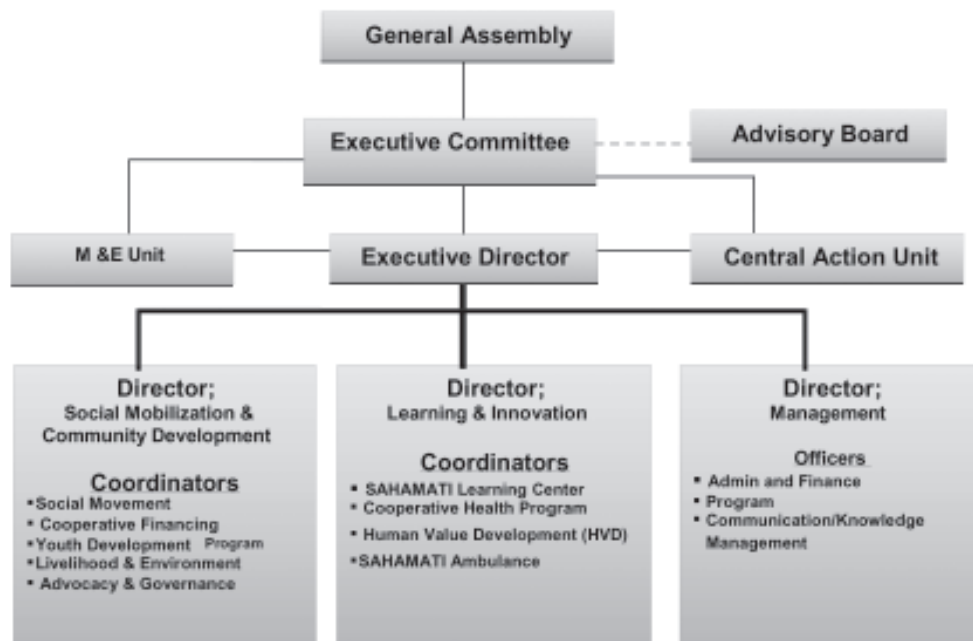 General Assembly
Executive Committee
Advisory Board
M &E Unit
Executive Director
Central Action Unit
Director;
Social Mobilization &
Community Development
Coordinators
▪Social Movement
▪ Cooperative Financing
▪Youth Development Program
▪Livelihood & Environment
▪ Advocacy & Governance
Director;
Learning & Innovation
Coordinators
▪ SAHAMATI Learning Center
▪ Cooperative Health Program
▪ Human Value Development (HVD)
▪SAHAMATI Ambulance
Director;
Management
Officers
▪ Admin and Finance
▪ Program
▪ Communication/Knowledge
Management